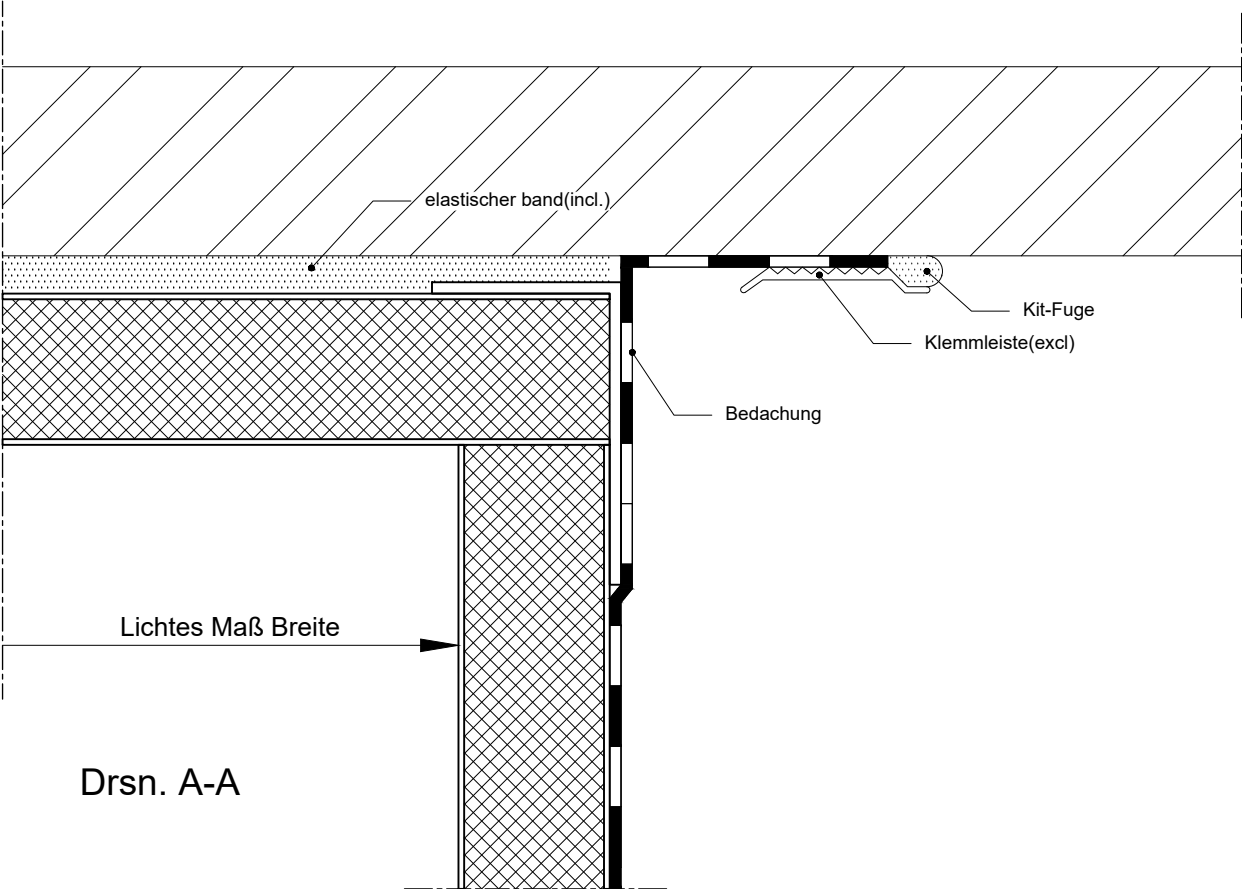 elastischer band(incl.)
Kit-Fuge
Klemmleiste(excl)
Bedachung
Lichtes Maß Breite
Drsn. A-A